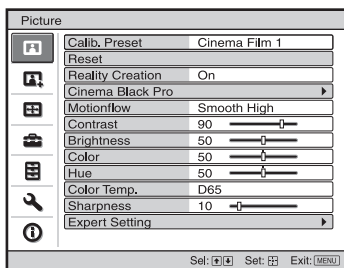 Picture
Calib. Preset Cinema Film 1
Reset
Reality Creation On
Cinema Black Pro
Motionflow Smooth High
Contrast 90
Brightness 50
Color 50
Hue 50
Color Temp. D65
Sharpness 10
Expert Setting
Sel: Set: Exit: MENU